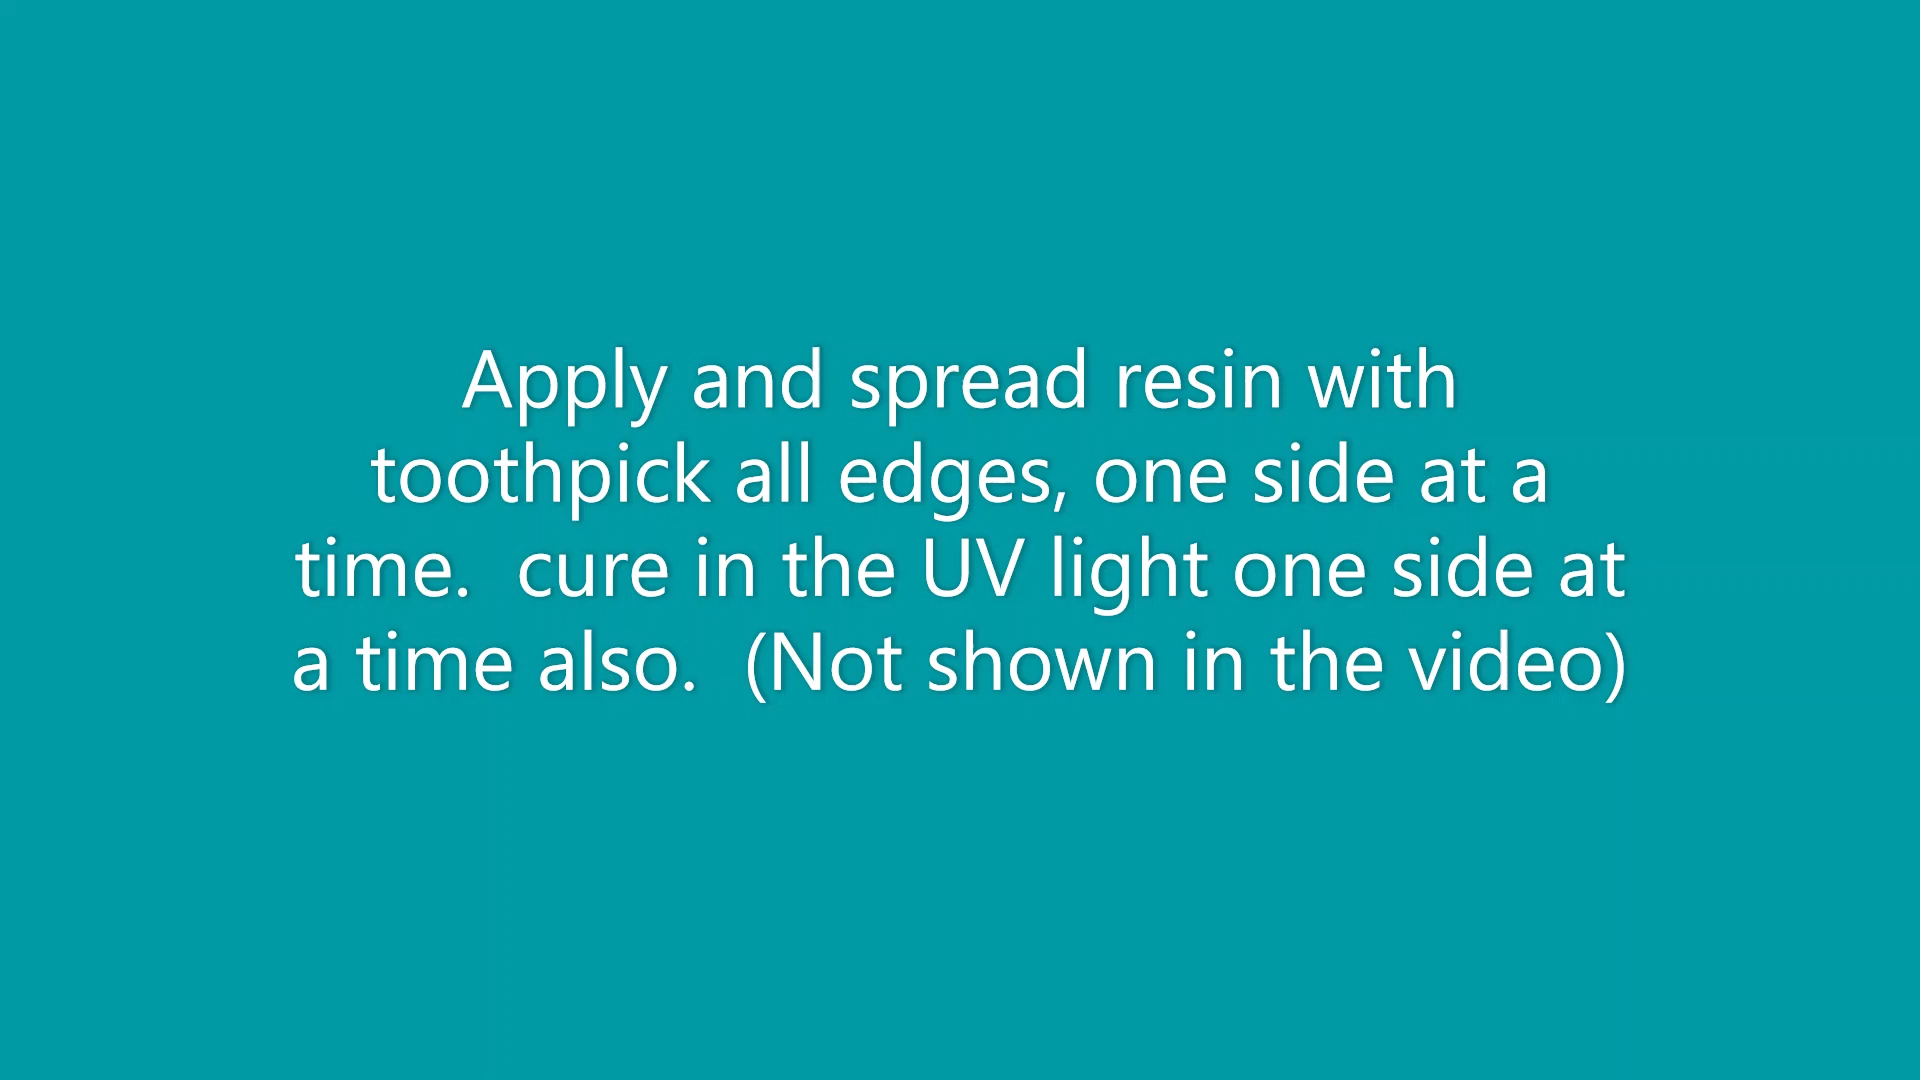 Apply and spread resin with
toothpick all edges, one side at a
time.  cure in the UV light one side at
a time also.  (Not shown in the video)